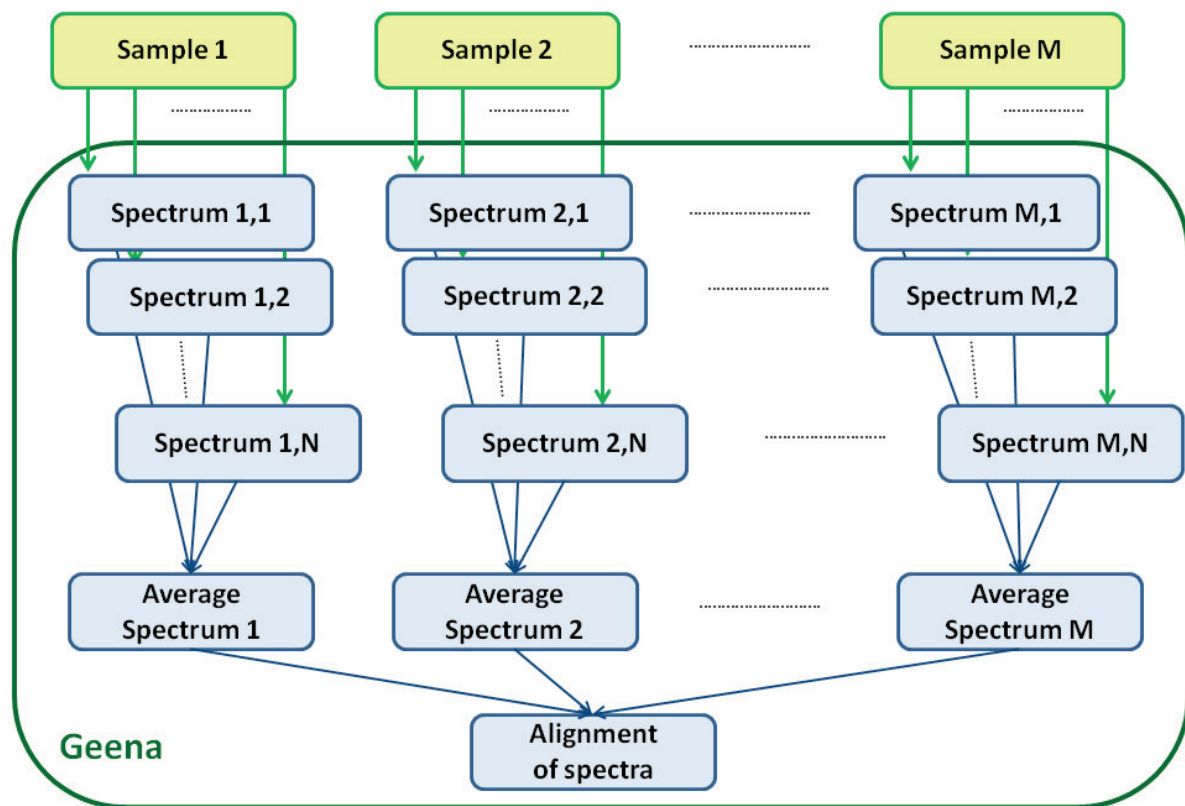 Sample 1
Sample 2
Sample M
Spectrum 1,1
Spectrum 2,1
Spectrum M,1
Spectrum 1,2
Spectrum 2,2
Spectrum M,2
Spectrum 1,N
Spectrum 2,N
Spectrum M,N
Average
Spectrum 1
Average
Spectrum 2
Average
Spectrum M
Alignment
of spectra
Geena